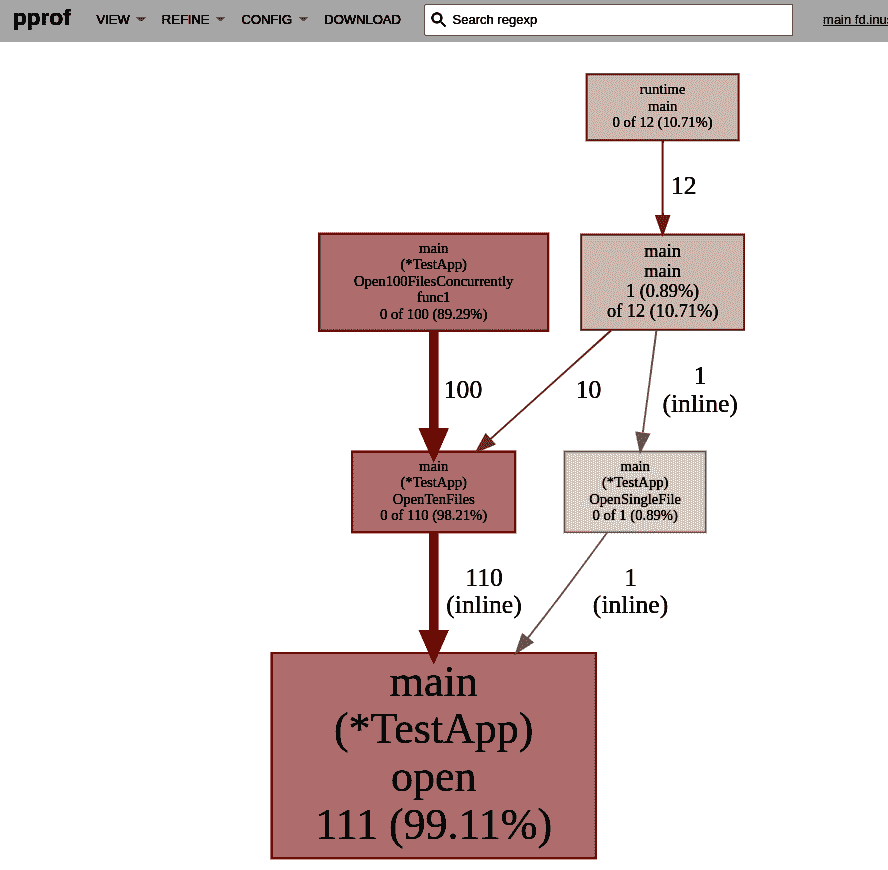 pprof VIEW REFINE CONFIG DOWNLOAD Search regexp main fd.inus
runtime
main
0 of 12 (10.71%)
12
main
(*TestApp)
Open100FilesConcurrently
func1
0 of 100 (89.29%)
main
main
1 (0.89%)
of 12 (10.71%)
100
10
1
(inline)
main
(*TestApp)
OpenTenFiles
0 of 110 (98.21%)
main
(*TestApp)
OpenSingleFile
0 of 1 (0.89%)
110
(inline)
1
(inline)
main
(*TestApp)
open
111 (99.11%)